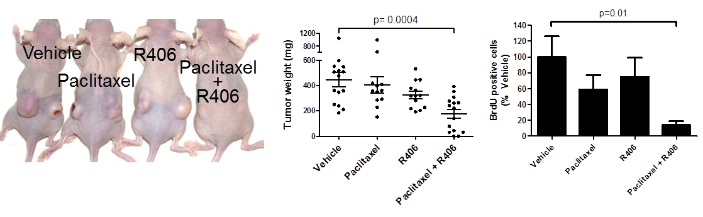 Vehicle
Paclitaxel
R406
Paclitaxel
+
R406
p= 0.0004
Tumor weight (mg)
1200
1000
800
600
400
200
0
Vehicle
Paclitaxel
R406
Paclitaxel + R406
p=0.01
BrdU positive cells
(% Vehicle)
140
120
100
80
60
40
20
0
Vehicle
Paclitaxel
R406
Paclitaxel + R406